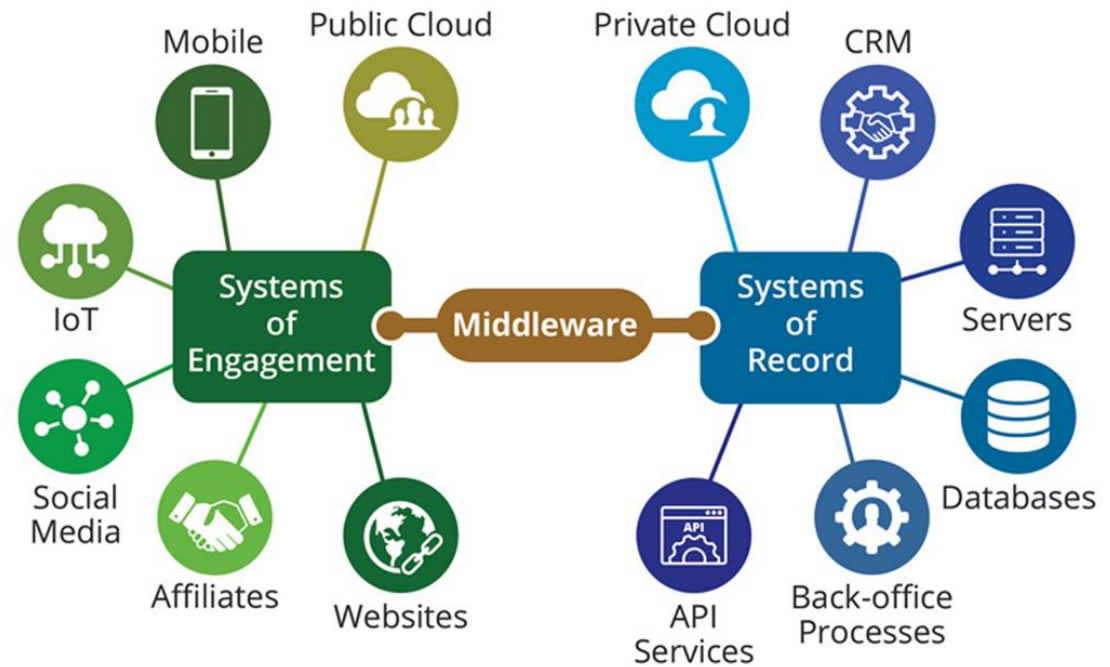 Mobile
Public Cloud
Private Cloud
CRM
IoT
Systems
of
Engagement
Middleware
Systems
of
Record
Servers
Social
Media
Databases
Affiliates
Websites
API
API
Services
Back-office
Processes